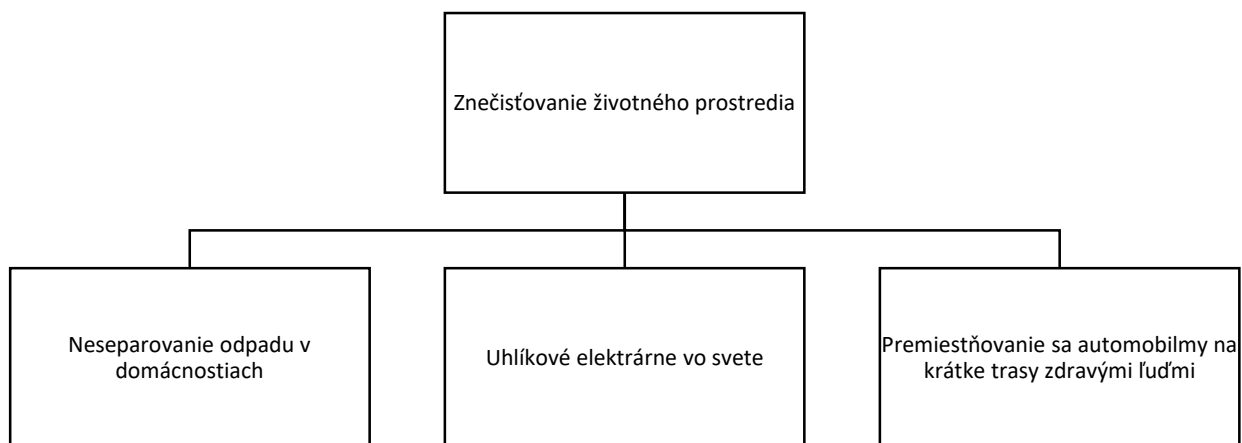 Znečisťovanie životného prostredia
Neseparovanie odpadu v
domácnostiach
Uhlíkové elektrárne vo svete
Premiestňovanie sa automobilmy na
krátke trasy zdravými ľuďmi